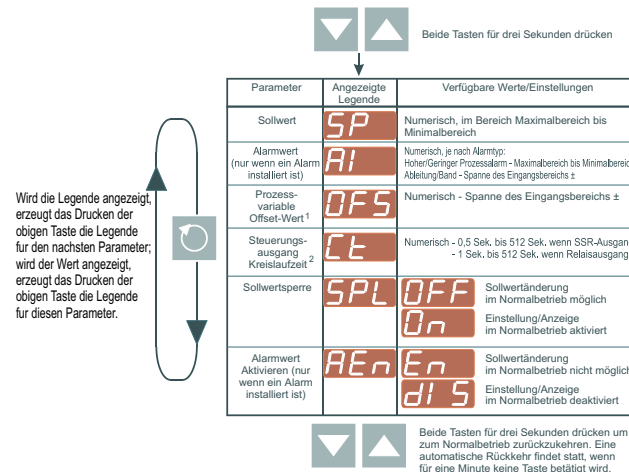 Beide Tasten für drei Sekunden drücken
Parameter
Angezeigte
Legende
Verfügbare Werte/Einstellungen
Sollwert
SP
Numerisch, im Bereich Maximalbereich bis
Minimalbereich
Alarmwert
(nur wenn ein Alarm
installiert ist)
Al
Numerisch, je nach Alarmtyp:
Hoher/Geringer Prozessalarm - Maximalbereich bis Minimalbereic
Ableitung/Band - Spanne des Eingangsbereichs ±
Prozess-
variable
Offset-Wert 1
OFS
Numerisch - Spanne des Eingangsbereichs ±
Steuerungs-
ausgang
Kreislaufzeit 2
Ct
Numerisch - 0,5 Sek. bis 512 Sek. wenn SSR-Ausgan
- 1 Sek. bis 512 Sek. wenn Relaisausgang
Sollwertsperre
SPL
OFF
Sollwertänderung
im Normalbetrieb möglich
On
Einstellung/Anzeige
im Normalbetrieb aktiviert
Alarmwert
Aktivieren (nur
wenn ein Alarm
installiert ist)
AEn
En
Sollwertänderung
im Normalbetrieb nicht möglich
diS
Einstellung/Anzeige
im Normalbetrieb deaktiviert
Wird die Legende angezeigt,
erzeugt das Drucken der
obigen Taste die Legende
fur den nachsten Parameter;
wird der Wert angezeigt,
erzeugt das Drucken der
obigen Taste die Legende
fur diesen Parameter.
Beide Tasten für drei Sekunden drücken um
zum Normalbetrieb zurückzukehren. Eine
automatische Rückkehr findet statt, wenn
für eine Minute keine Taste betätigt wird.